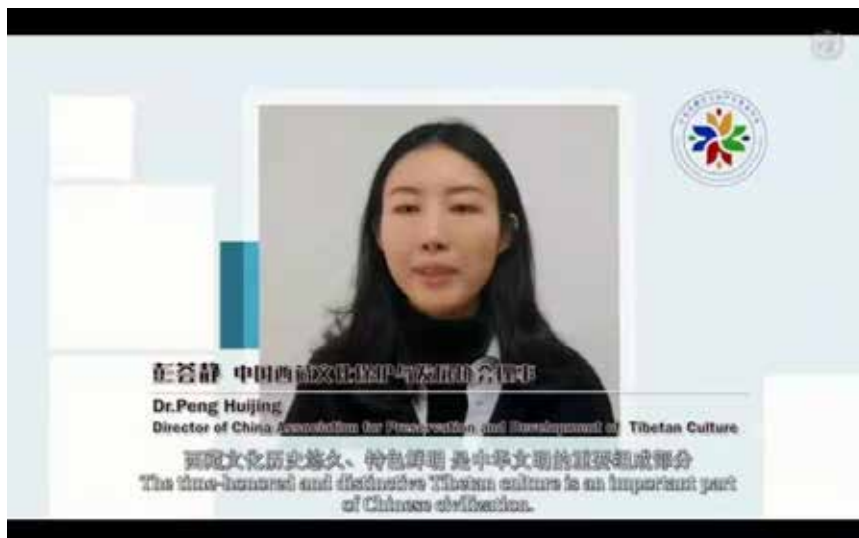 彭荟静 中国西藏文化保护与发展协会理事
Dr.Peng Huijing
Director of China Association for Preservation and Development of Tibetan Culture
西藏文化历史悠久、特色鲜明 是中华文明的重要组成部分
The time-honored and distinctive Tibetan culture is an important part
of Chinese civilization.